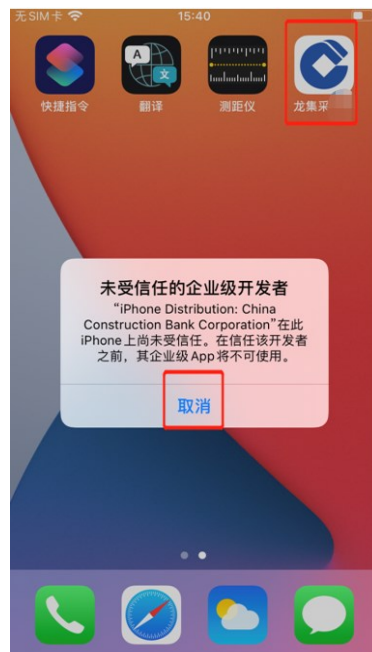 无SIM卡 15:40
快捷指令 翻译 测距仪 龙集采
A
文
未受信任的企业级开发者
“iPhone Distribution: China
Construction Bank Corporation”在此
iPhone上尚未受信任。在信任该开发者
之前，其企业级App将不可使用。
取消